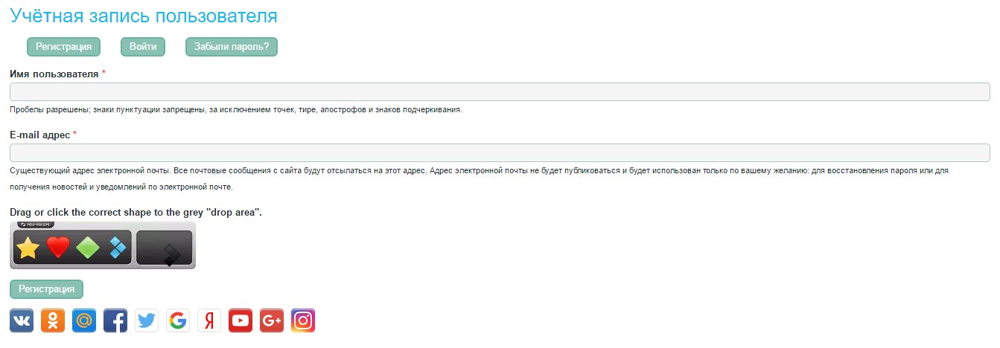 Учётная запись пользователя
Регистрация Войти Забыли пароль?
Имя пользователя *
Пробелы разрешены; знаки пунктуации запрещены, за исключением точек, тире, апострофов и знаков подчеркивания.
E-mail адрес *
Существующий адрес электронной почты. Все почтовые сообщения с сайта будут отсылаться на этот адрес. Адрес электронной почты не будет публиковаться и будет использован только по вашему желанию: для восстановления пароля или для
получения новостей и уведомлений по электронной почте.
Drag or click the correct shape to the grey "drop area".
REFRESH
Регистрация